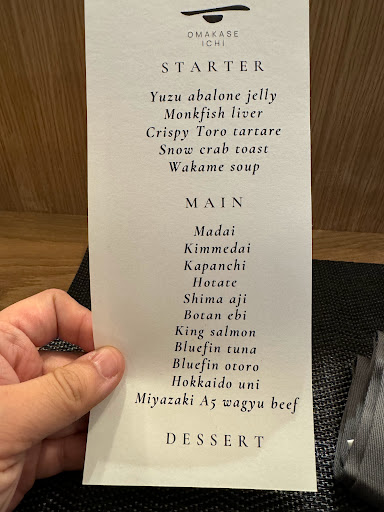 OMAKASE
ICHI
STARTER
Yuzu abalone jelly
Monkfish liver
Crispy Toro tartare
Snow crab toast
Wakame soup
MAIN
Madai
Kimmedai
Kapanchi
Hotate
Shima aji
Botan ebi
King salmon
Bluefin tuna
Bluefin otoro
Hokkaido uni
Miyazaki A5 wagyu beef
DESSERT